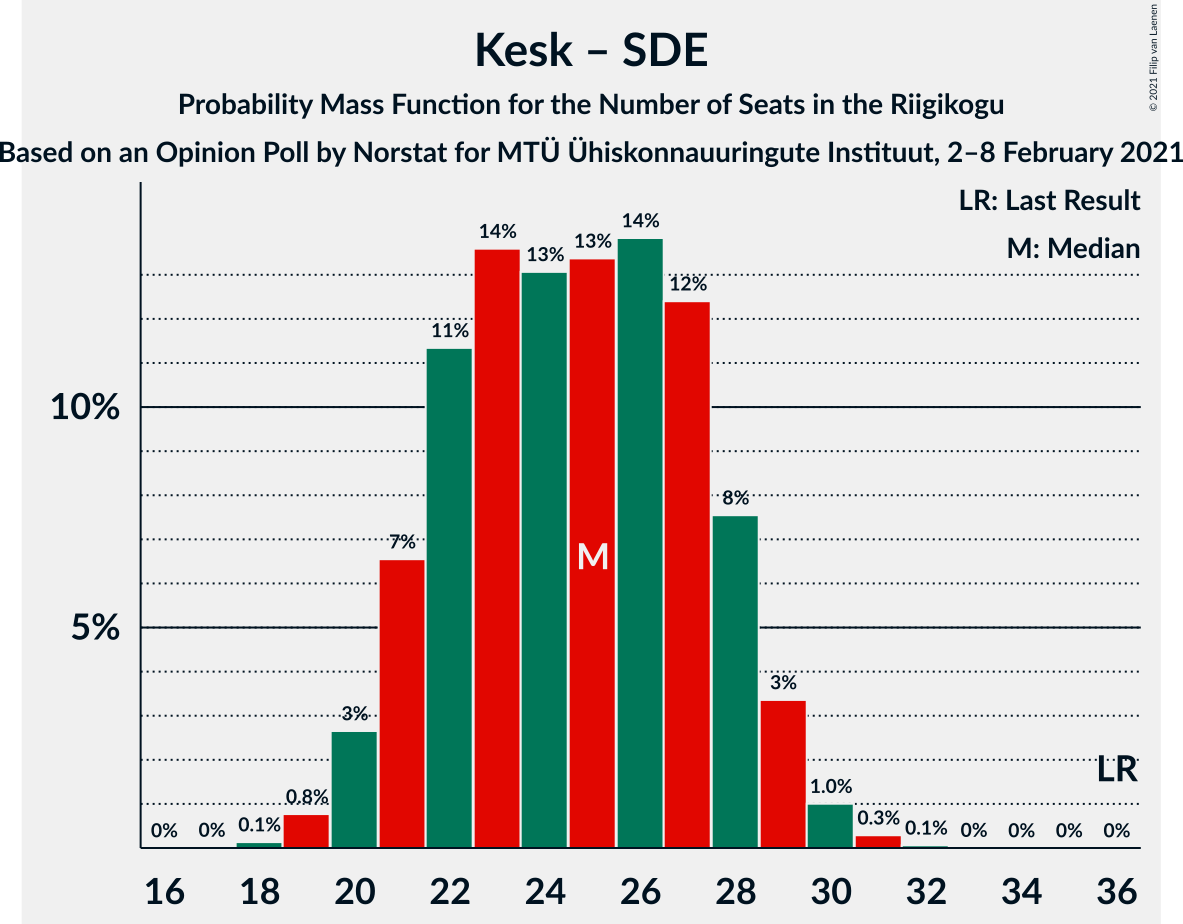 Kesk – SDE
Probability Mass Function for the Number of Seats in the Riigikogu
Based on an Opinion Poll by Norstat for MTÜ Ühiskonnauuringute Instituut, 2–8 February 2021
© 2021 Filip van Laenen
LR: Last Result
M: Median
10%
5%
0%
0%
0.1%
0.8%
3%
7%
11%
14%
13%
13%
14%
12%
8%
3%
1.0%
0.3%
0.1%
0%
0%
0%
0%
M
LR
16 18 20 22 24 26 28 30 32 34 36